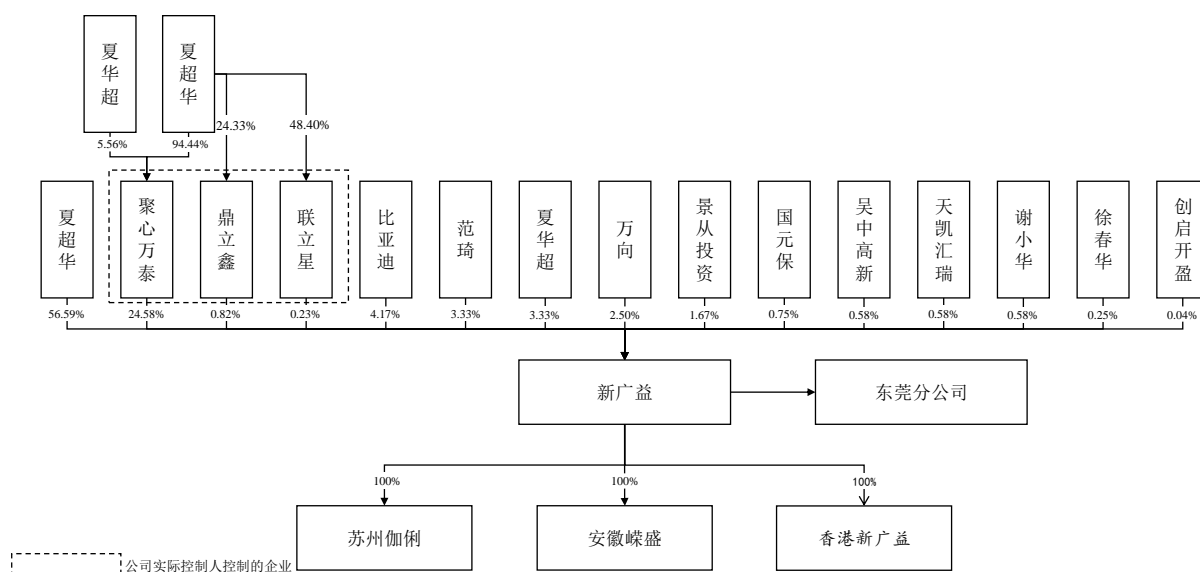 夏华超
夏超华
24.33%
48.40%
5.56%
94.44%
夏超华
聚心万泰
鼎立鑫
联立星
比亚迪
范琦
夏华超
万向
景从投资
国元保
吴中高新
天凯汇瑞
谢小华
徐春华
创启开盈
56.59%
24.58%
0.82%
0.23%
4.17%
3.33%
3.33%
2.50%
1.67%
0.75%
0.58%
0.58%
0.58%
0.25%
0.04%
新广益
东莞分公司
100%
100%
100%
苏州伽俐
安徽嵘盛
香港新广益
公司实际控制人控制的企业